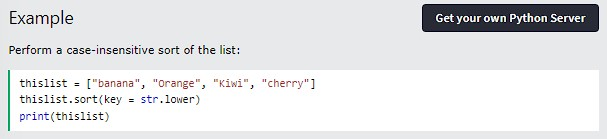 Example
Get your own Python Server
Perform a case-insensitive sort of the list:
thislist = ["banana", "Orange", "Kiwi", "cherry"]
thislist.sort(key = str.lower)
print(thislist)